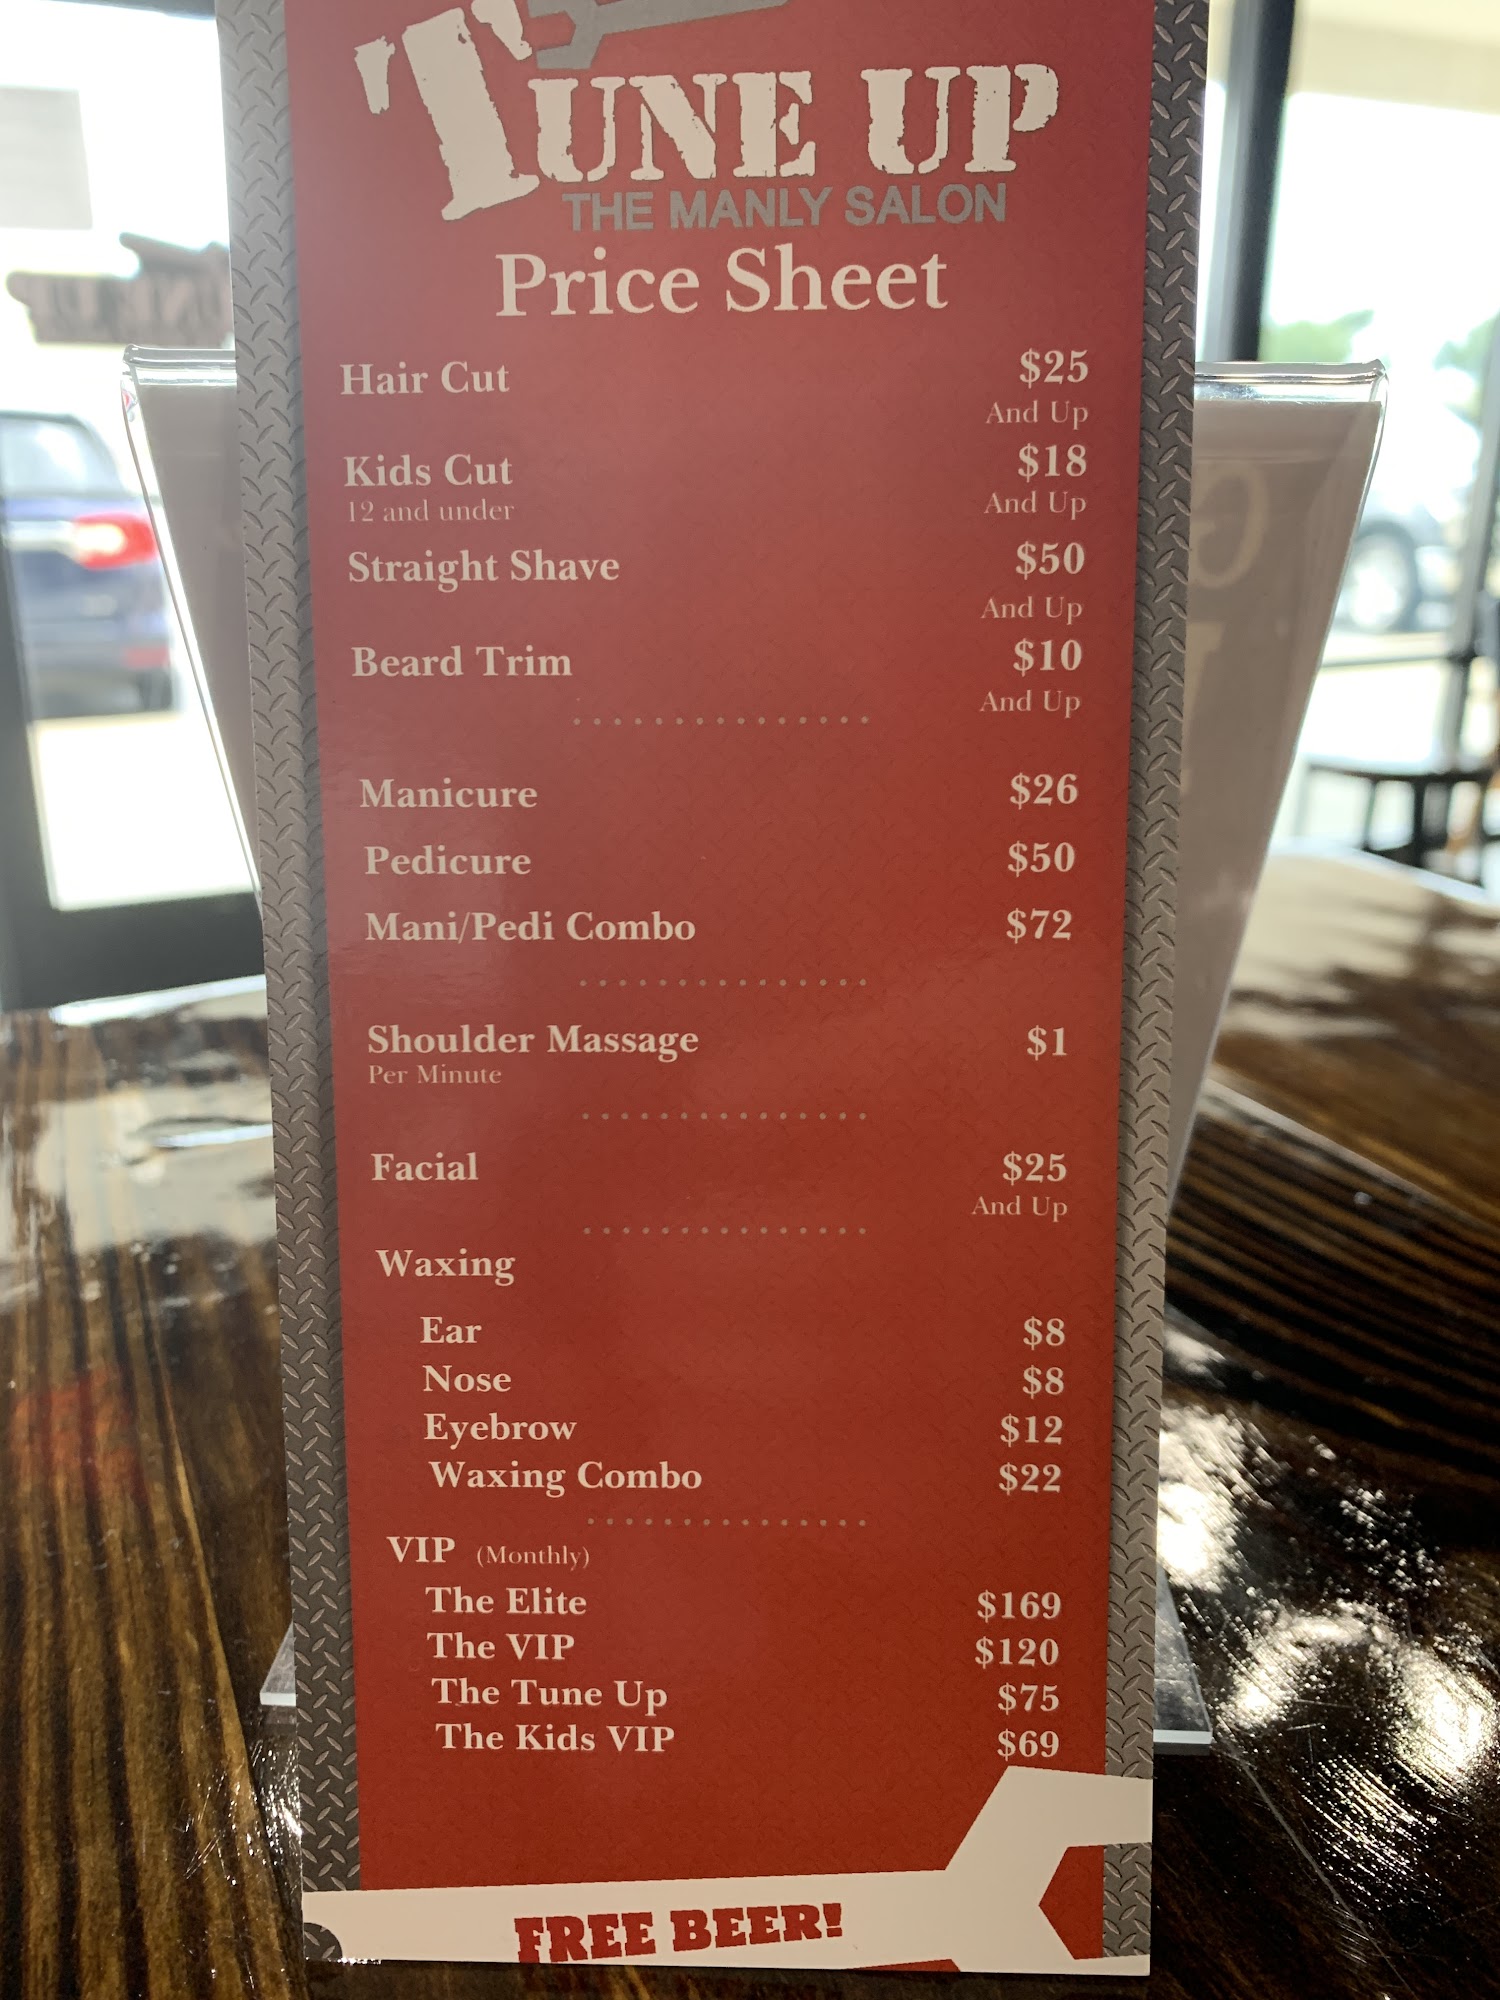 TUNE UP
THE MANLY SALON
Price Sheet
Hair Cut $25
And Up
Kids Cut $18
12 and under And Up
Straight Shave $50
And Up
Beard Trim $10
And Up
Manicure $26
Pedicure $50
Mani/Pedi Combo $72
Shoulder Massage $1
Per Minute
Facial $25
And Up
Waxing
Ear $8
Nose $8
Eyebrow $12
Waxing Combo $22
VIP (Monthly)
The Elite $169
The VIP $120
The Tune Up $75
The Kids VIP $69
FREE BEER!